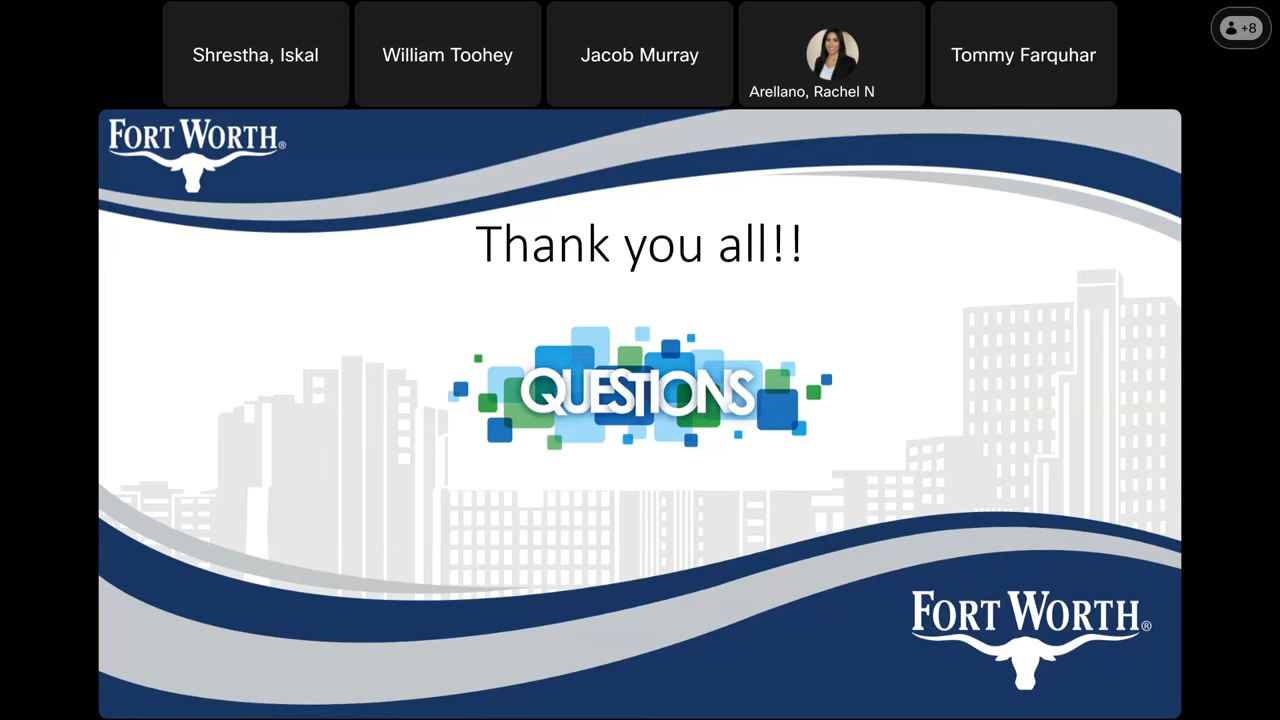 Shrestha, Iskal
William Toohey
Jacob Murray
Arellano, Rachel N
Tommy Farquhar
+8
FORT WORTH®
Thank you all!!
QUESTIONS
FORT WORTH®